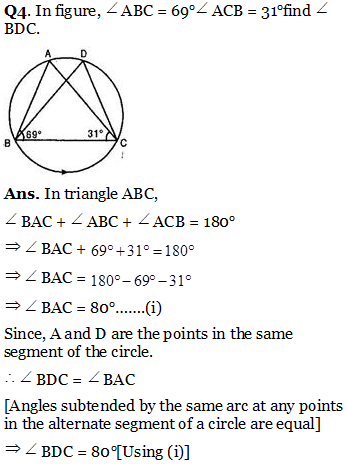 Q4. In figure, ∠ ABC = 69°∠ ACB = 31°find ∠
BDC.
A D
69° 31°
B C
Ans. In triangle ABC,
∠ BAC + ∠ ABC + ∠ ACB = 180°
⇒ ∠ BAC + 69°+31°=180°
⇒ ∠ BAC = 180°−69°−31°
⇒ ∠ BAC = 80°.......(i)
Since, A and D are the points in the same
segment of the circle.
∴ ∠ BDC = ∠ BAC
[Angles subtended by the same arc at any points
in the alternate segment of a circle are equal]
⇒ ∠ BDC = 80°[Using (i)]